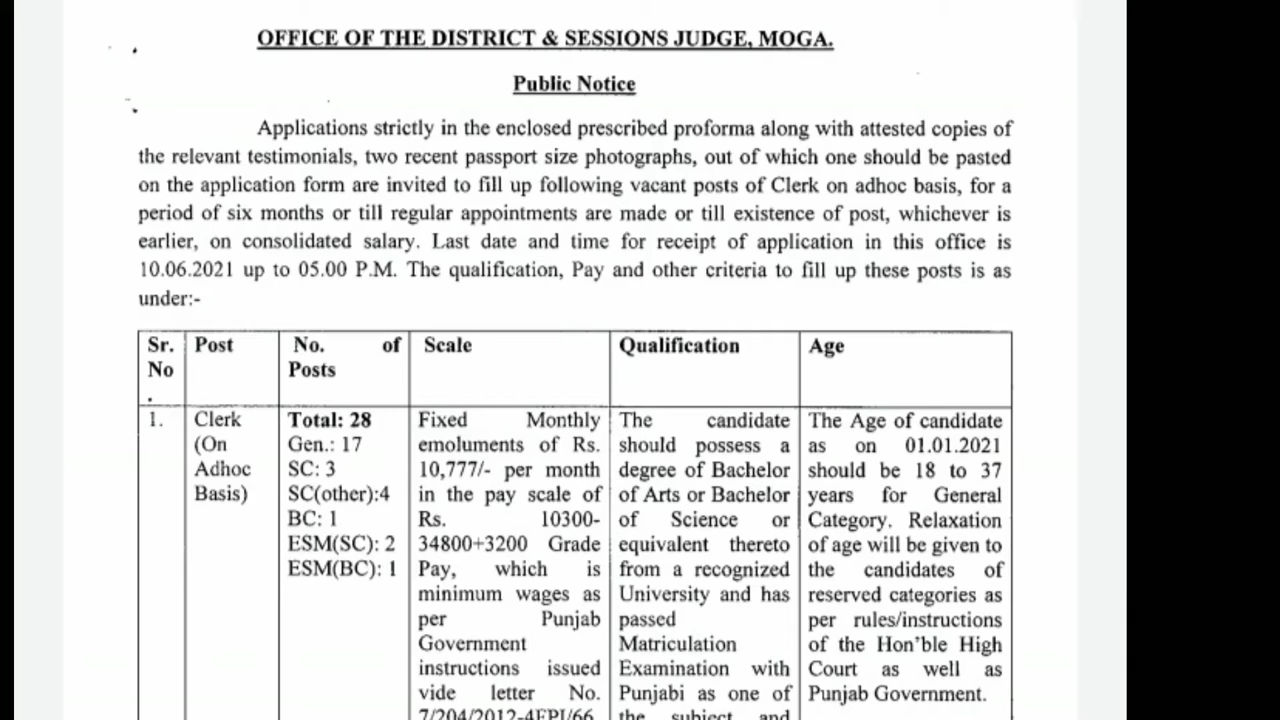 OFFICE OF THE DISTRICT & SESSIONS JUDGE, MOGA.
Public Notice
Applications strictly in the enclosed prescribed proforma along with attested copies of
the relevant testimonials, two recent passport size photographs, out of which one should be pasted
on the application form are invited to fill up following vacant posts of Clerk on adhoc basis, for a
period of six months or till regular appointments are made or till existence of post, whichever is
earlier, on consolidated salary. Last date and time for receipt of application in this office is
10.06.2021 up to 05.00 P.M. The qualification, Pay and other criteria to fill up these posts is as
under:-
Sr.
No
.
Post
No. of
Posts
Scale
Qualification
Age
1.
Clerk
(On
Adhoc
Basis)
Total: 28
Gen.: 17
SC: 3
SC(other):4
BC: 1
ESM(SC): 2
ESM(BC): 1
Fixed Monthly
emoluments of Rs.
10,777/- per month
in the pay scale of
Rs. 10300-
34800+3200 Grade
Pay, which is
minimum wages as
per Punjab
Government
instructions issued
vide letter No.
7/204/2012-4FPI/66
The candidate
should possess a
degree of Bachelor
of Arts or Bachelor
of Science or
equivalent thereto
from a recognized
University and has
passed
Matriculation
Examination with
Punjabi as one of
the subject and
The Age of candidate
as on 01.01.2021
should be 18 to 37
years for General
Category. Relaxation
of age will be given to
the candidates of
reserved categories as
per rules/instructions
of the Hon'ble High
Court as well as
Punjab Government.